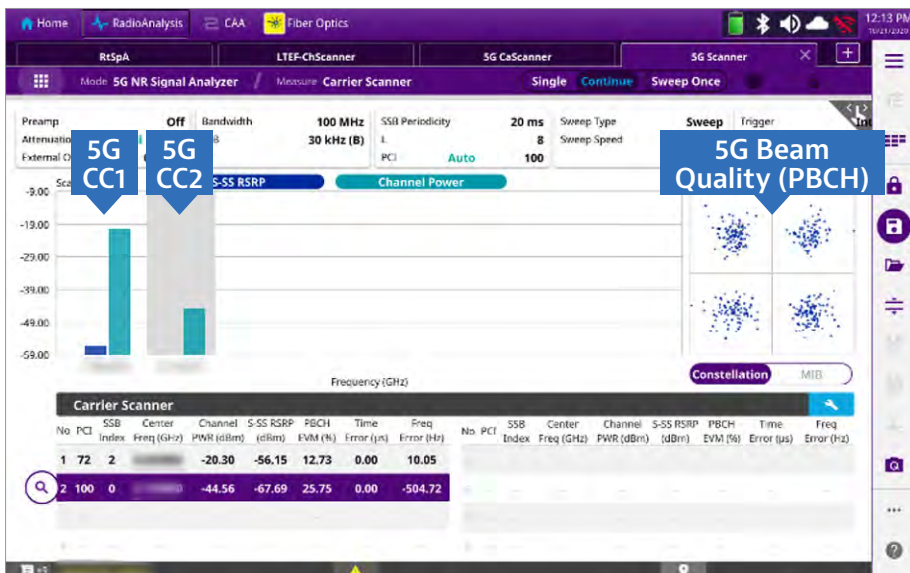 Home RadioAnalysis CAA Fiber Optics 12:13 PM
10/21/2020
RtSpA LTEF-ChScanner 5G CaScanner 5G Scanner
Mode 5G NR Signal Analyzer Measure Carrier Scanner Single Continue Sweep Once
Preamp Off Bandwidth 100 MHz SSB Periodicity 20 ms Sweep Type Sweep Trigger
30 kHz (B) L 8 Sweep Speed
PCI Auto 100
5G CC1
5G CC2
5G Beam Quality (PBCH)
S-SS RSRP Channel Power
-9.00
-19.00
-29.00
-39.00
-49.00
-59.00
Frequency (GHz)
Constellation MIB
Carrier Scanner
No PCI SSB Index Center Freq (GHz) Channel PWR (dBm) S-SS RSRP (dBm) PBCH EVM (%) Time Error (μs) Freq Error (Hz) No PCI SSB Index Center Freq (GHz) Channel PWR (dBm) S-SS RSRP (dBm) PBCH EVM (%) Time Error (μs) Freq Error (Hz)
1 72 2 -20.30 -56.15 12.73 0.00 10.05
2 100 0 -44.56 -67.69 25.75 0.00 -504.72